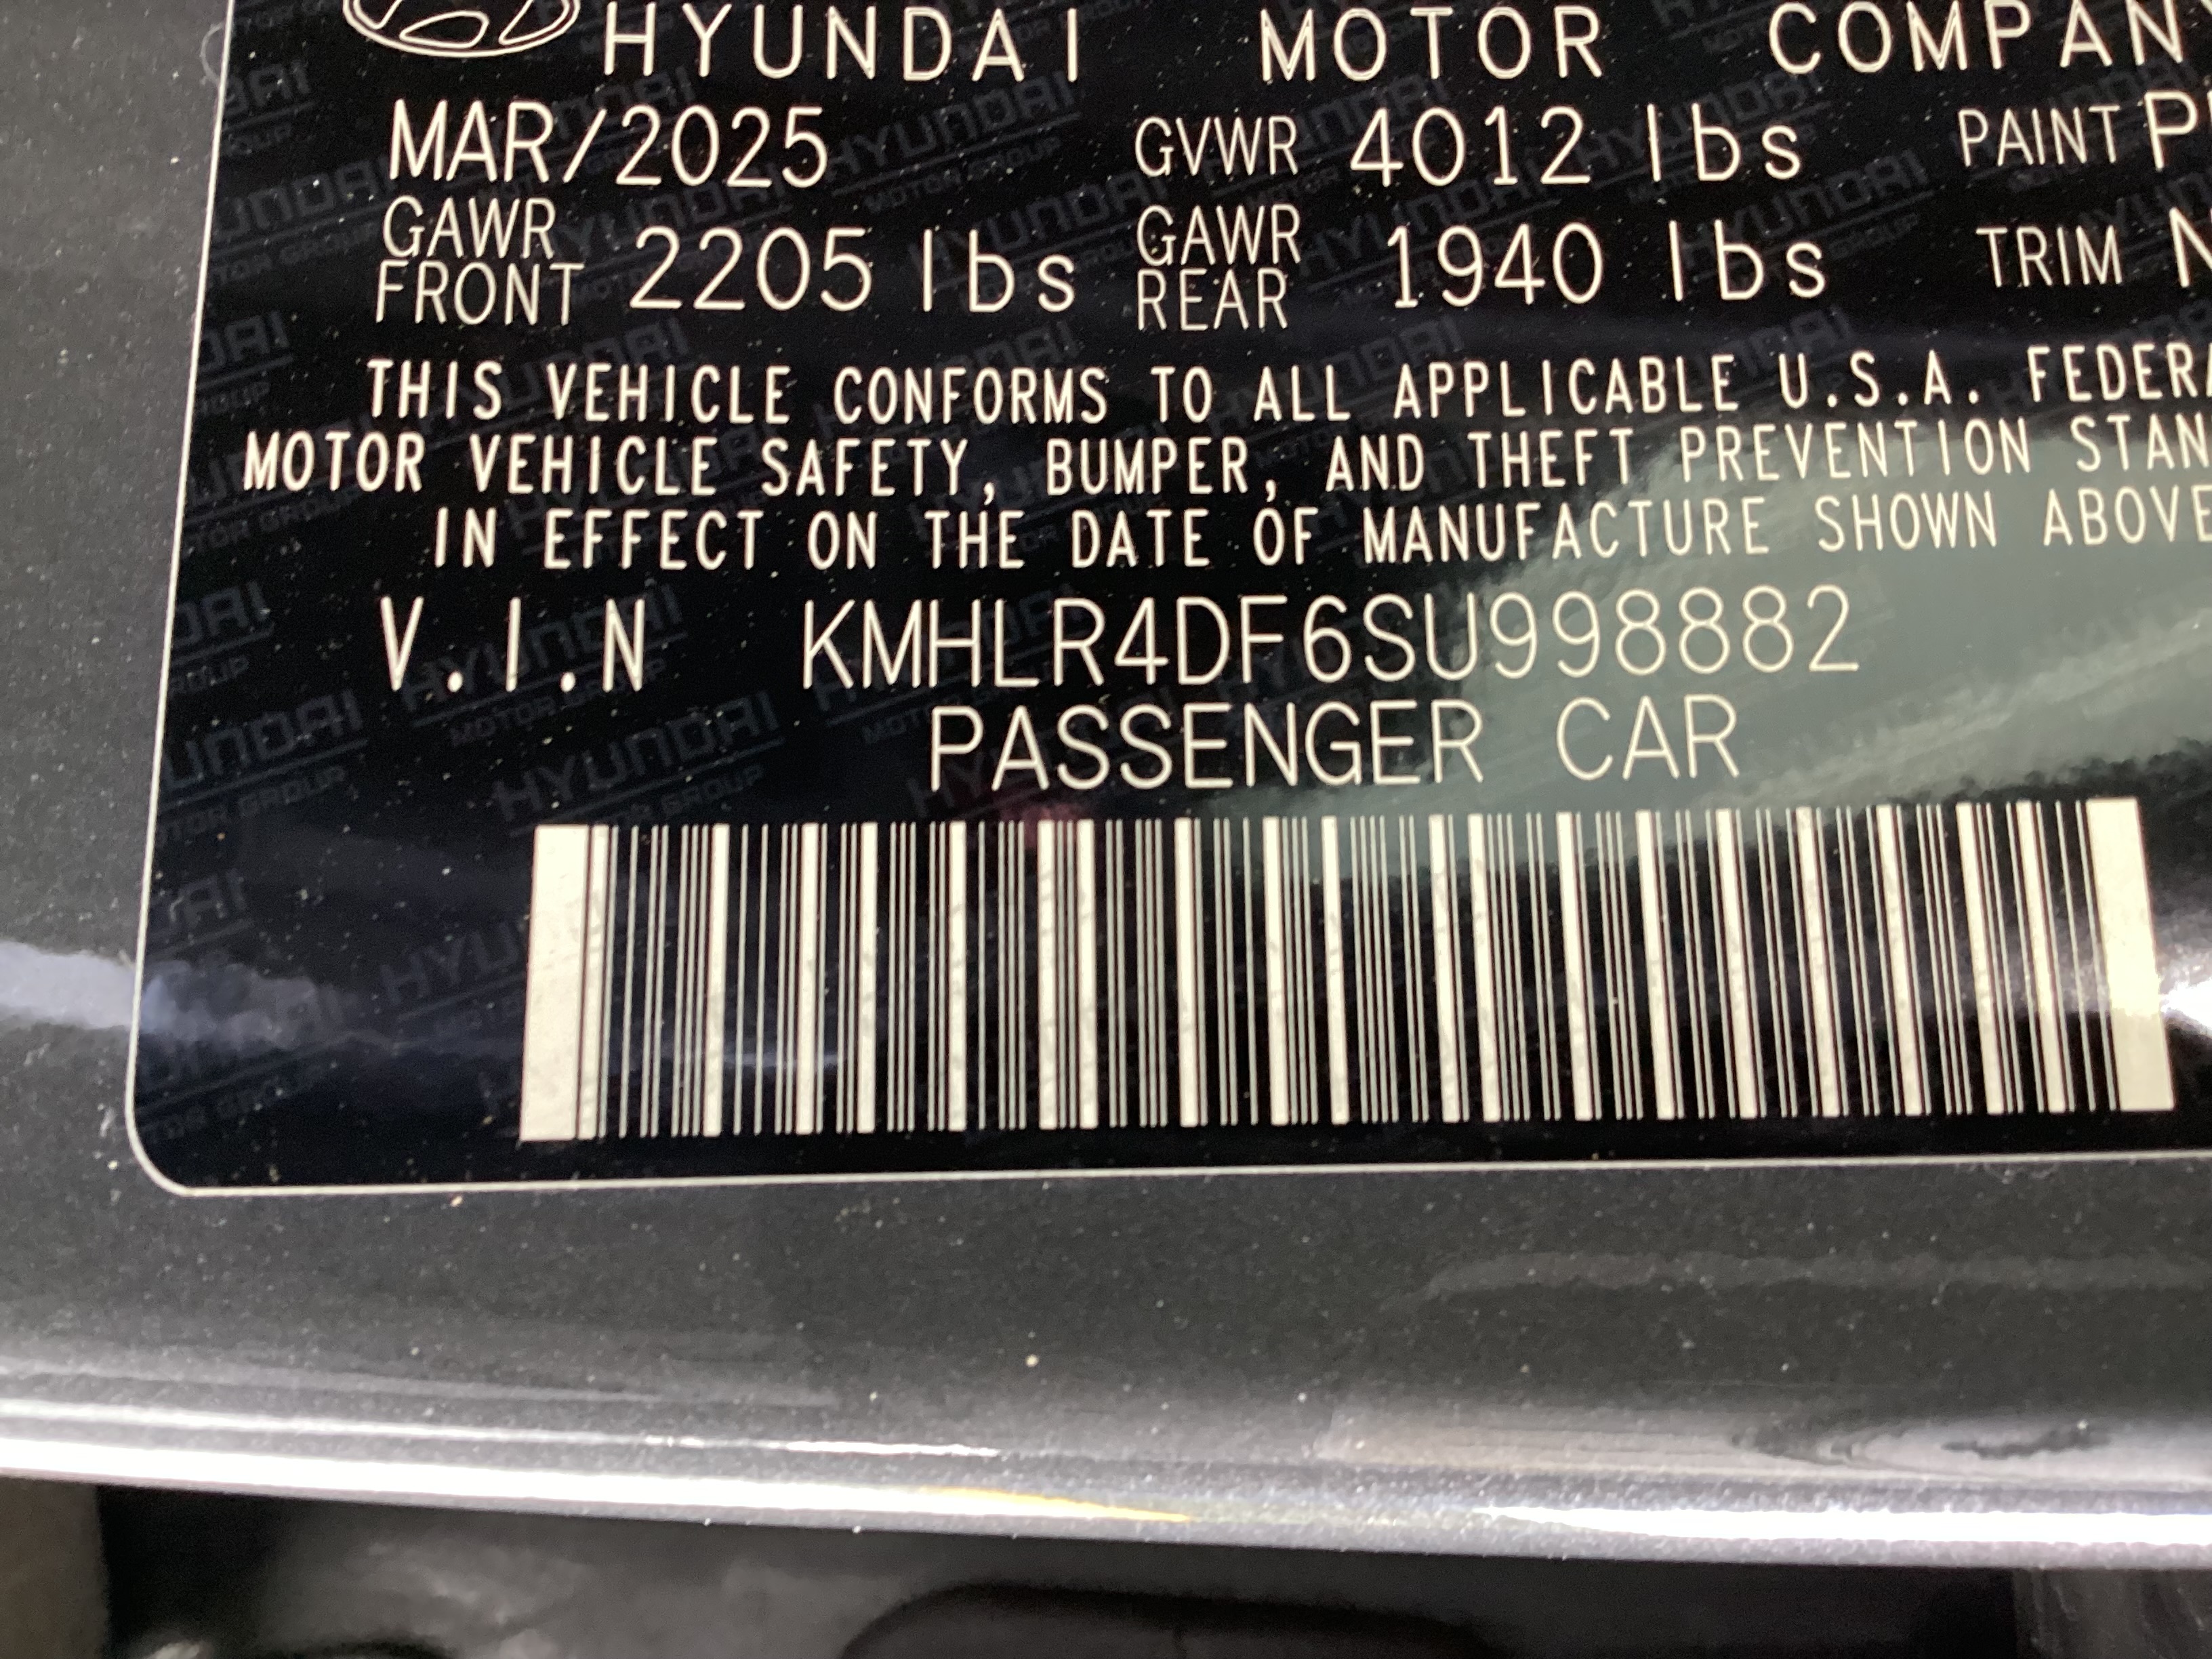 HYUNDAI MOTOR COMPAN
MAR/2025 GVWR 4012 lbs PAINT P
GAWR FRONT 2205 lbs GAWR REAR 1940 lbs TRIM N
THIS VEHICLE CONFORMS TO ALL APPLICABLE U.S.A. FEDERA
MOTOR VEHICLE SAFETY, BUMPER, AND THEFT PREVENTION STAN
IN EFFECT ON THE DATE OF MANUFACTURE SHOWN ABOVE
V.I.N KMHLR4DF6SU998882
PASSENGER CAR